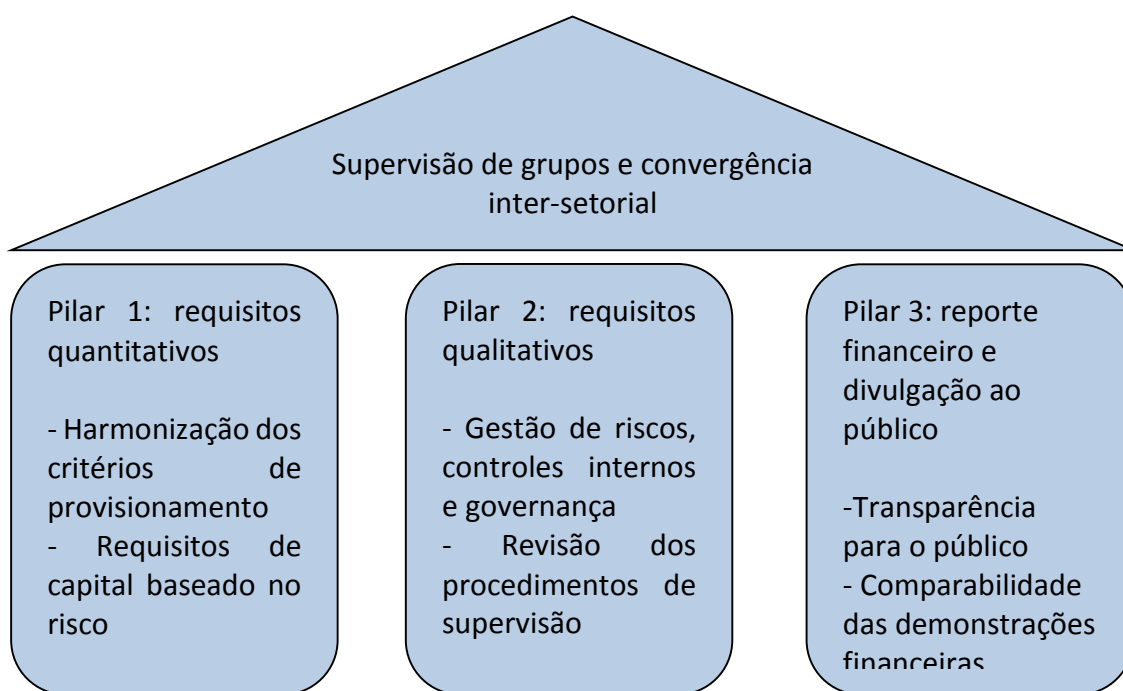 Supervisão de grupos e convergência
inter-setorial
Pilar 1: requisitos
quantitativos
- Harmonização dos
critérios de
provisionamento
- Requisitos de
capital baseado no
risco
Pilar 2: requisitos
qualitativos
- Gestão de riscos,
controles internos
e governança
- Revisão dos
procedimentos de
supervisão
Pilar 3: reporte
financeiro e
divulgação ao
público
-Transparência
para o público
- Comparabilidade
das demonstrações
financeiras